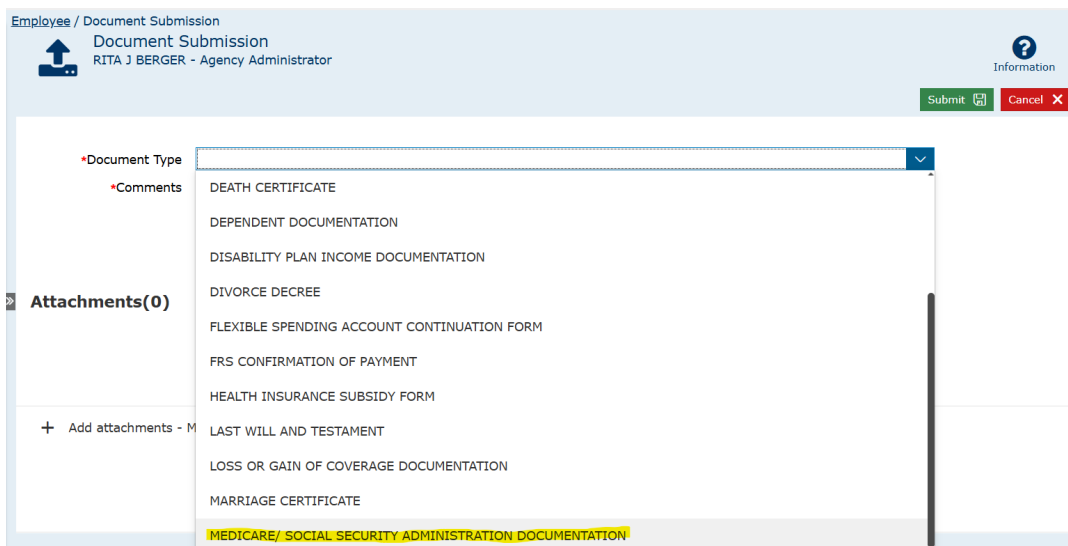 Employee / Document Submission
Document Submission
RITA J BERGER - Agency Administrator
Information
Submit Cancel
*Document Type
*Comments
DEATH CERTIFICATE
DEPENDENT DOCUMENTATION
DISABILITY PLAN INCOME DOCUMENTATION
DIVORCE DECREE
Attachments(0)
FLEXIBLE SPENDING ACCOUNT CONTINUATION FORM
FRS CONFIRMATION OF PAYMENT
HEALTH INSURANCE SUBSIDY FORM
+ Add attachments - M
LAST WILL AND TESTAMENT
LOSS OR GAIN OF COVERAGE DOCUMENTATION
MARRIAGE CERTIFICATE
MEDICARE/ SOCIAL SECURITY ADMINISTRATION DOCUMENTATION